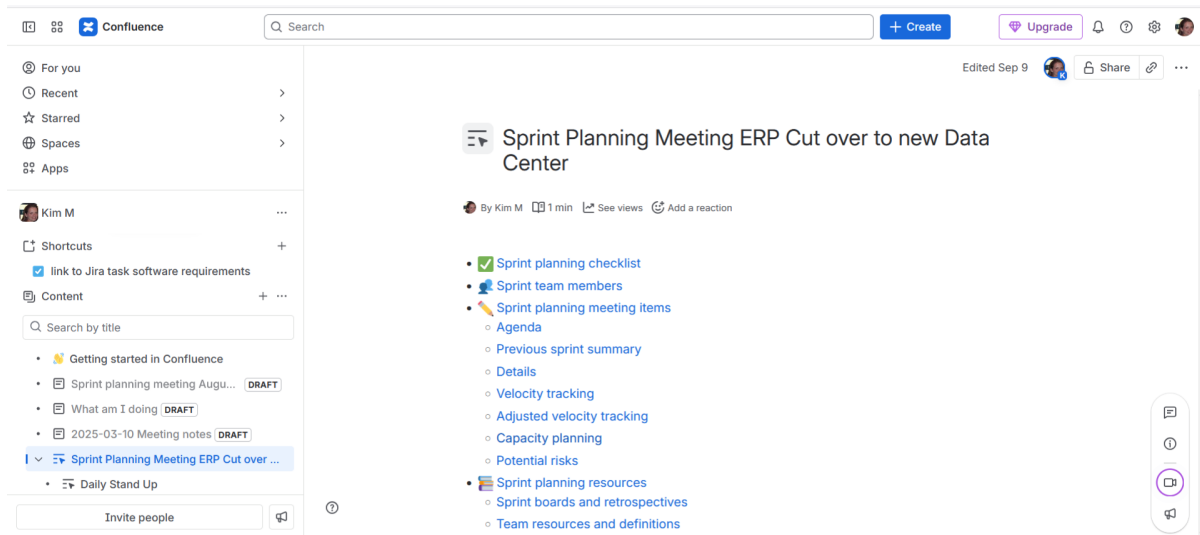 Confluence
Search
+ Create
Upgrade
For you
Recent
Starred
Spaces
Apps
Kim M
Shortcuts
link to Jira task software requirements
Content
Search by title
Getting started in Confluence
Sprint planning meeting Augu... DRAFT
What am I doing DRAFT
2025-03-10 Meeting notes DRAFT
Sprint Planning Meeting ERP Cut over ...
Daily Stand Up
Invite people
Edited Sep 9
K
Share
Sprint Planning Meeting ERP Cut over to new Data
Center
By Kim M 1 min See views Add a reaction
Sprint planning checklist
Sprint team members
Sprint planning meeting items
Agenda
Previous sprint summary
Details
Velocity tracking
Adjusted velocity tracking
Capacity planning
Potential risks
Sprint planning resources
Sprint boards and retrospectives
Team resources and definitions